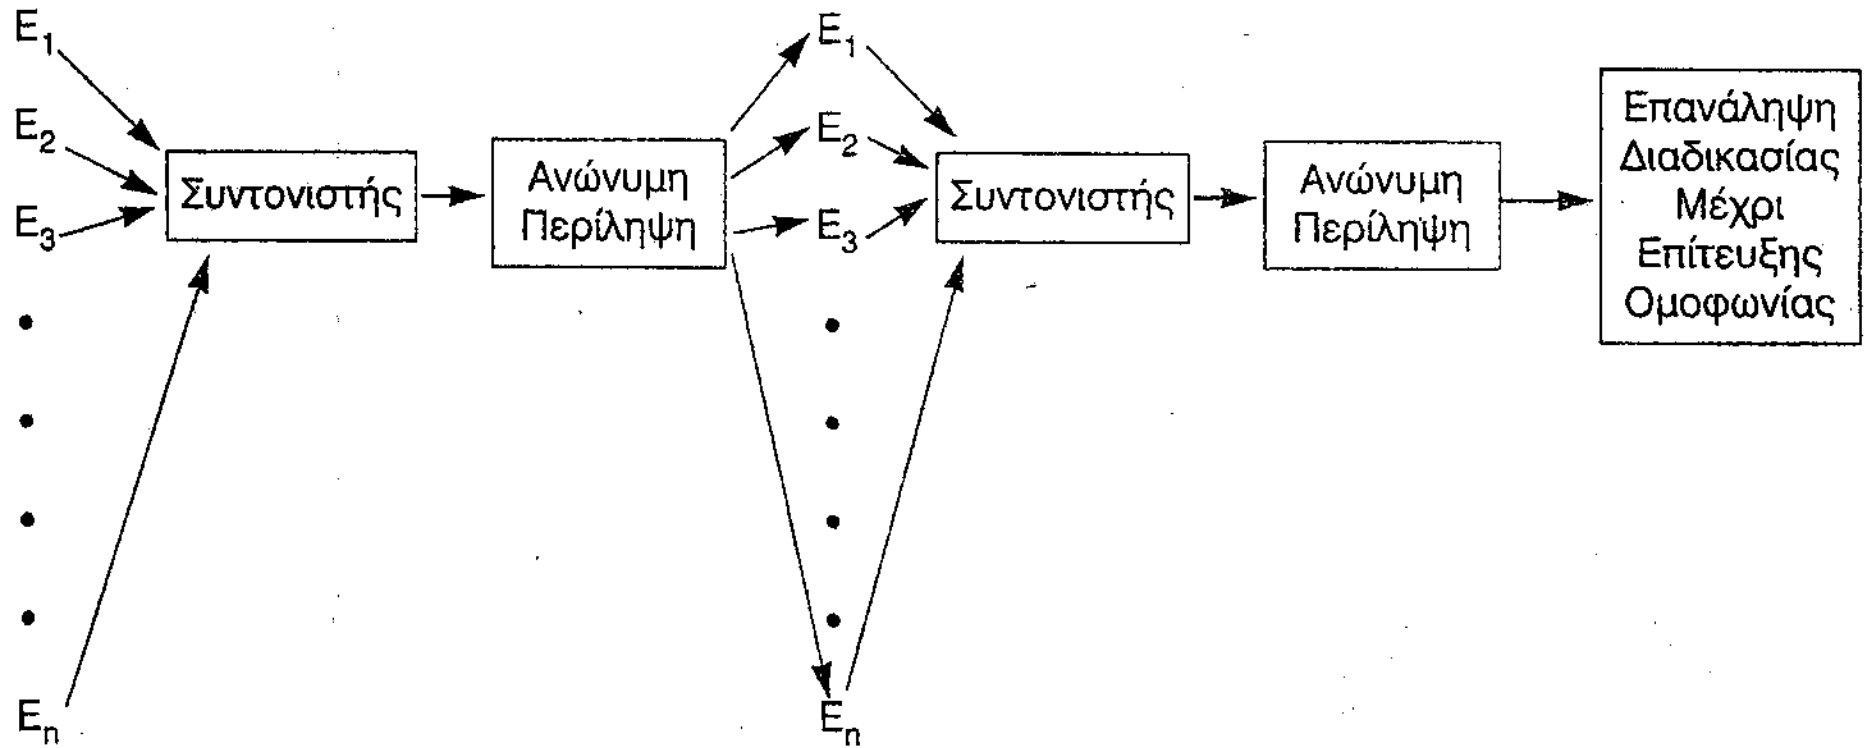 E1
E2
E3
En
Συντονιστής
Ανώνυμη
Περίληψη
E1
E2
E3
En
Συντονιστής
Ανώνυμη
Περίληψη
Επανάληψη
Διαδικασίας
Μέχρι
Επίτευξης
Ομοφωνίας